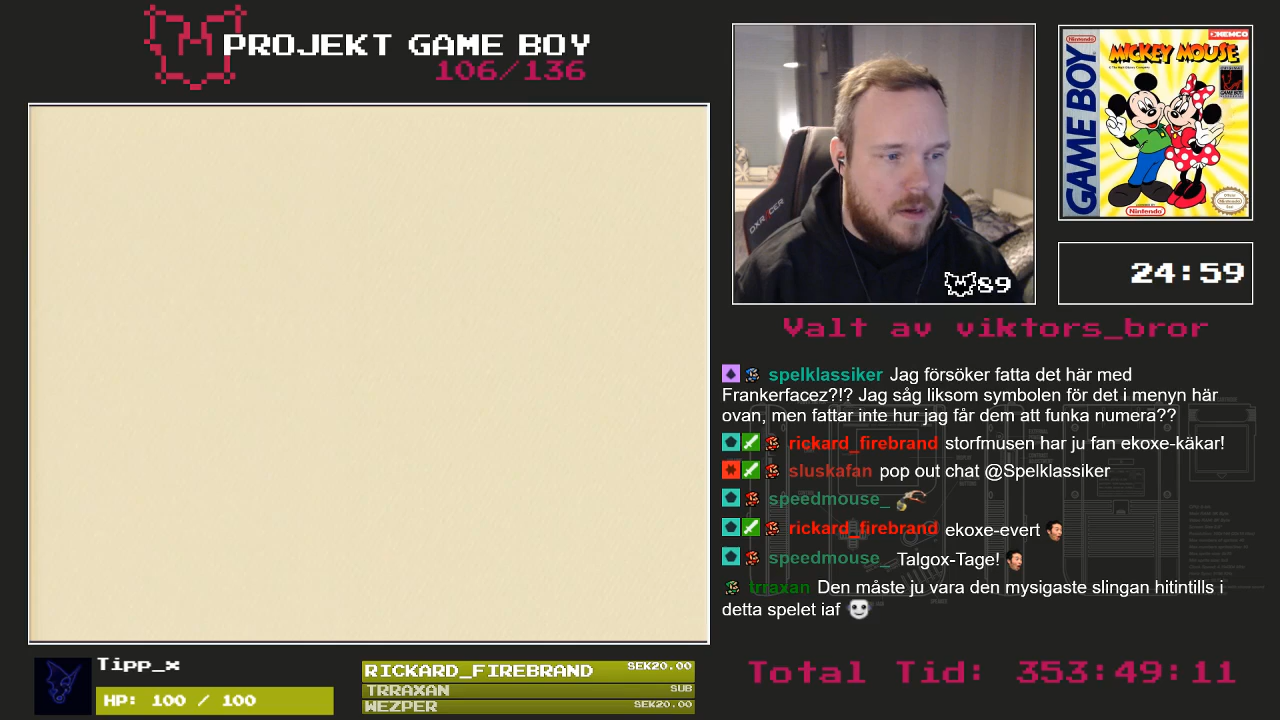 PROJEKT GAME BOY
106/136
Nintendo
KEMCO
MICKEY MOUSE
GAME BOY
Nintendo
DXRACER
89
24:59
Valt av viktors_bror
spelklassiker Jag försöker fatta det här med
Frankerfacez?!? Jag såg liksom symbolen för det i menyn här
ovan, men fattar inte hur jag får dem att funka numera??
rickard_firebrand storfmusen har ju fan ekoxe-käkar!
sluskafan pop out chat @Spelklassiker
speedmouse_
rickard_firebrand ekoxe-evert
speedmouse_ Talgox-Tage!
trraxan Den måste ju vara den mysigaste slingan hitintills i
detta spelet iaf
Tipp_x
HP: 100 / 100
RICKARD_FIREBRAND SEK20.00
TRRAXAN SUB
WEZPER SEK20.00
Total Tid: 353:49:11